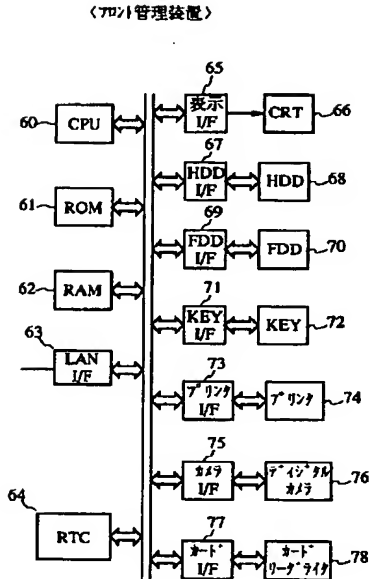 〈ﾌﾛﾝﾄ管理装置〉
65
60
CPU
表示
I/F
CRT
66
67
61
ROM
HDD
I/F
HDD
68
69
62
RAM
FDD
I/F
FDD
70
71
63
LAN
I/F
KEY
I/F
KEY
72
73
ﾌﾟﾘﾝﾀ
I/F
ﾌﾟﾘﾝﾀ
74
75
カメラ
I/F
ﾃﾞｨｼﾞﾀﾙ
カメラ
76
64
RTC
77
ｶｰﾄﾞ
I/F
ｶｰﾄﾞ
ﾘｰﾀﾞﾗｲﾀ
78